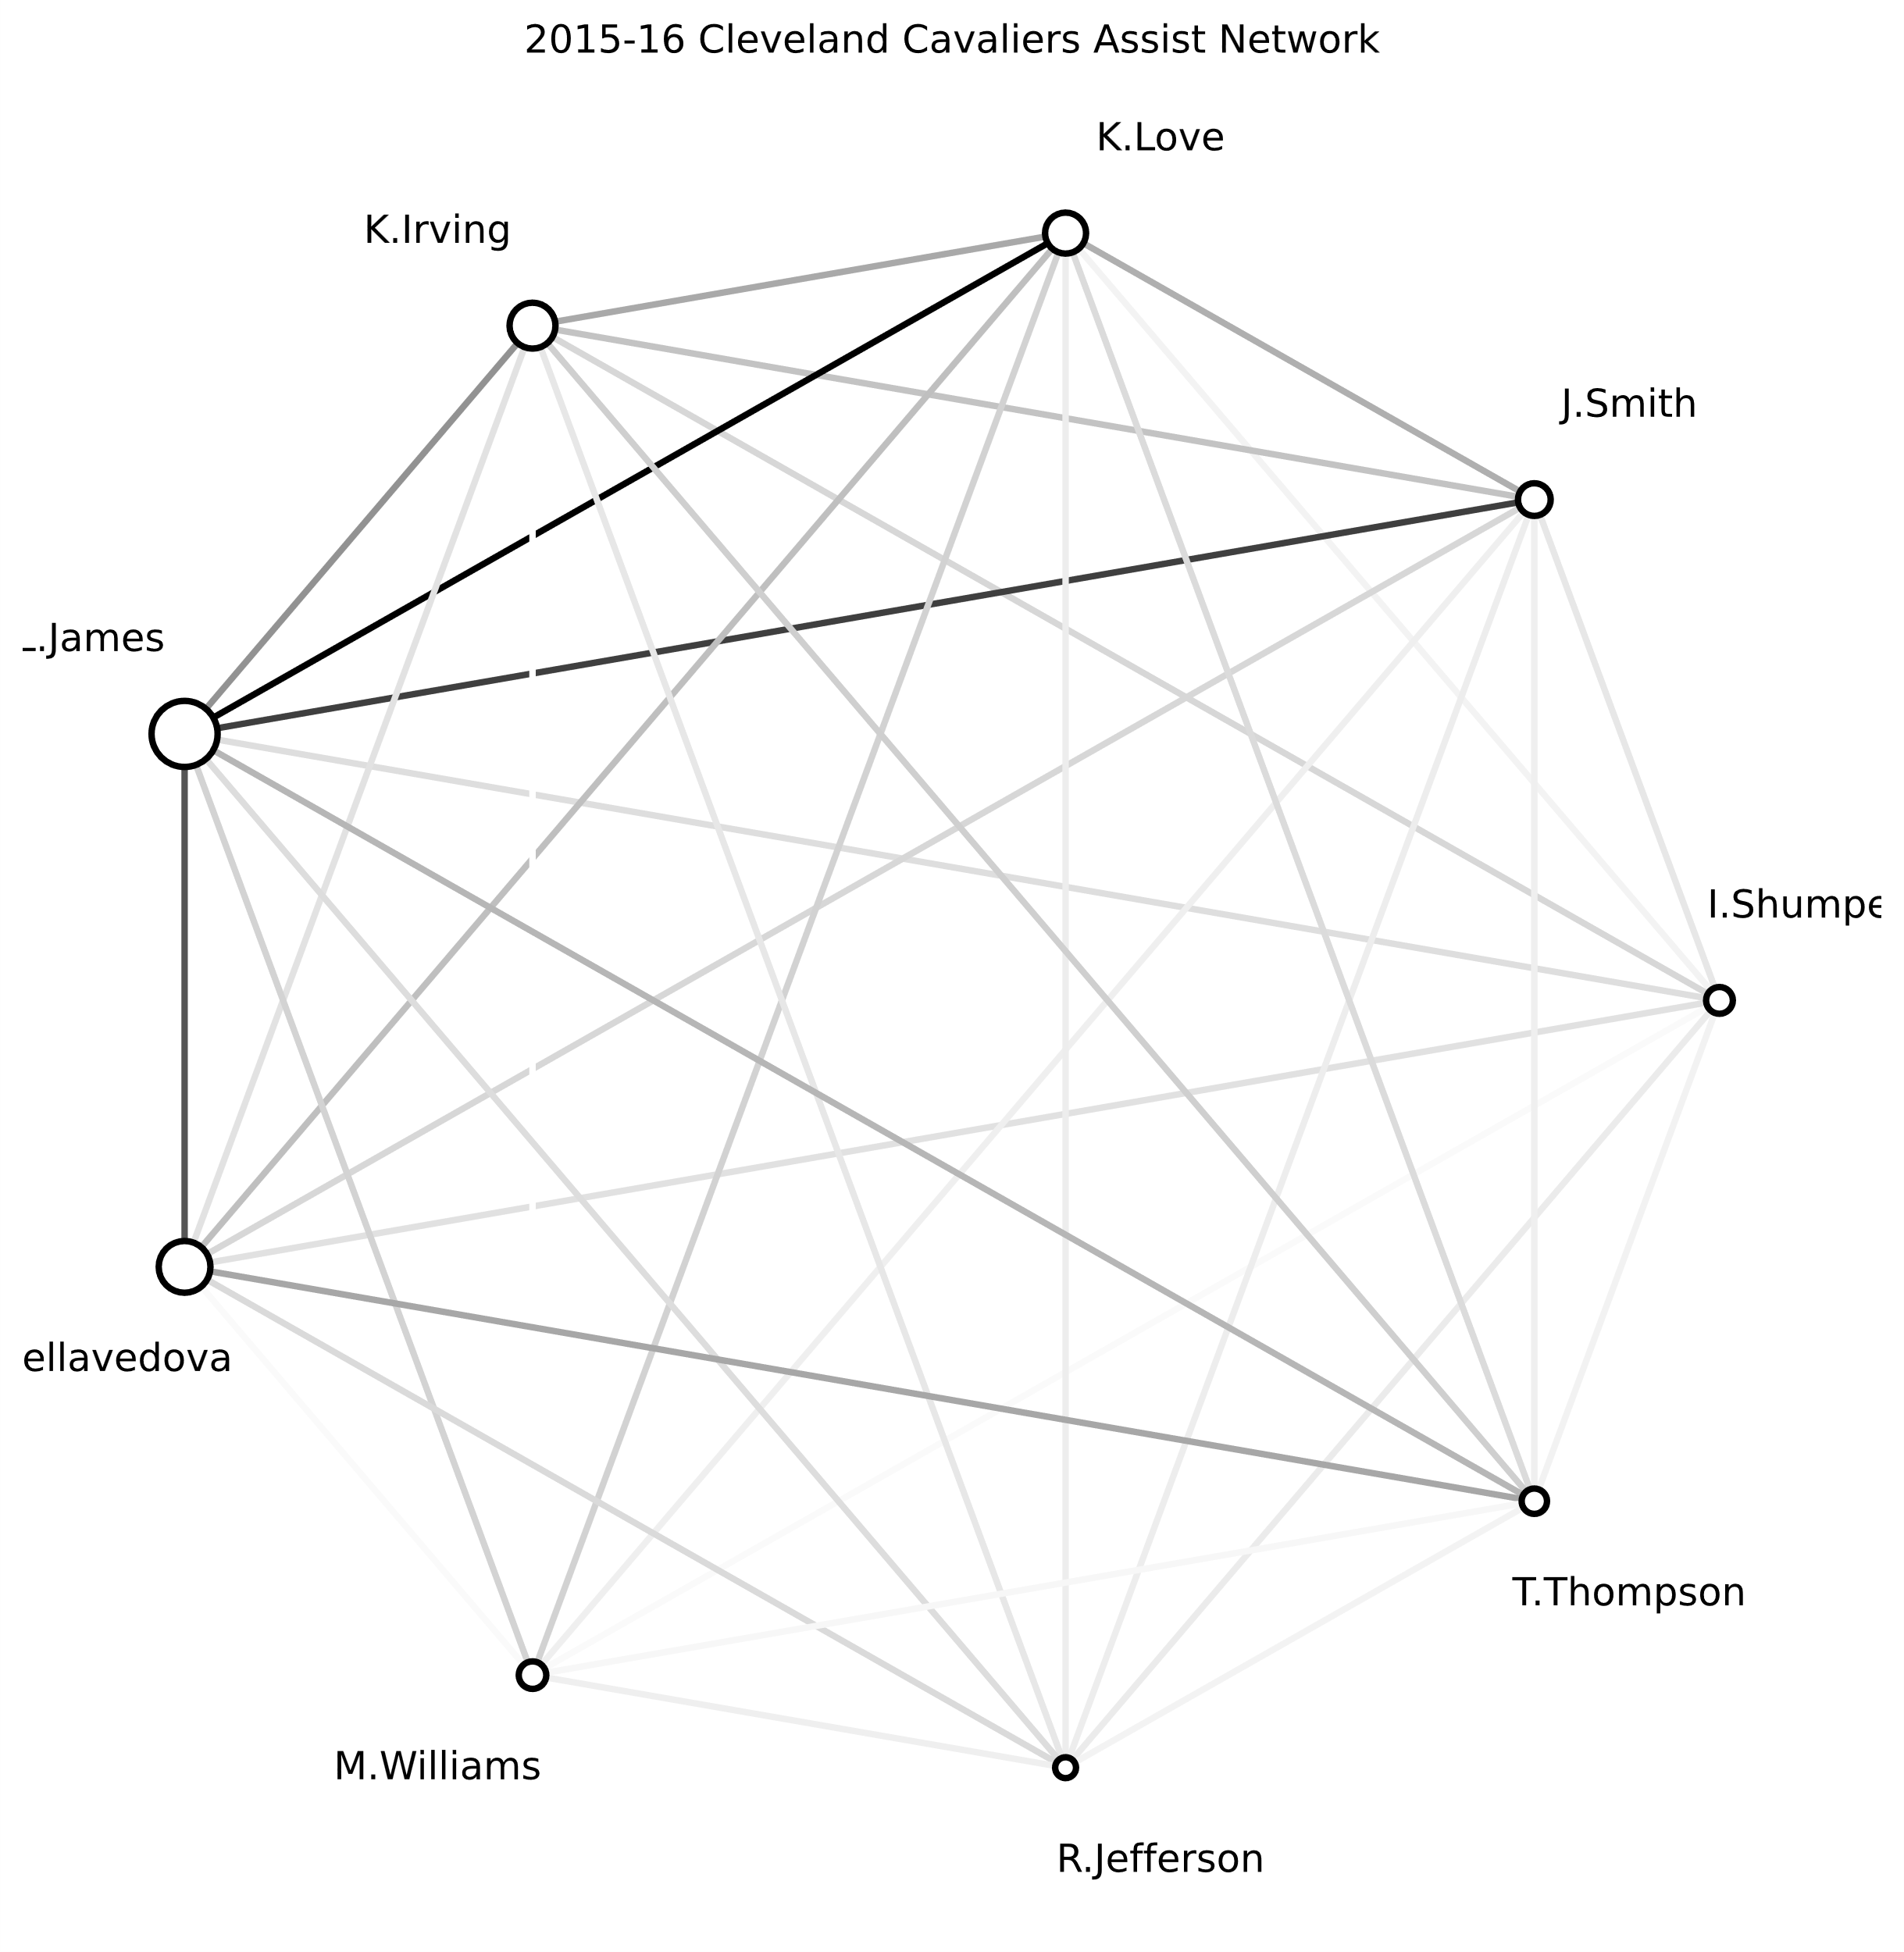 2015-16 Cleveland Cavaliers Assist Network
K.Love
K.Irving
J.Smith
.James
I.Shumpe
ellavedova
T.Thompson
M.Williams
R.Jefferson